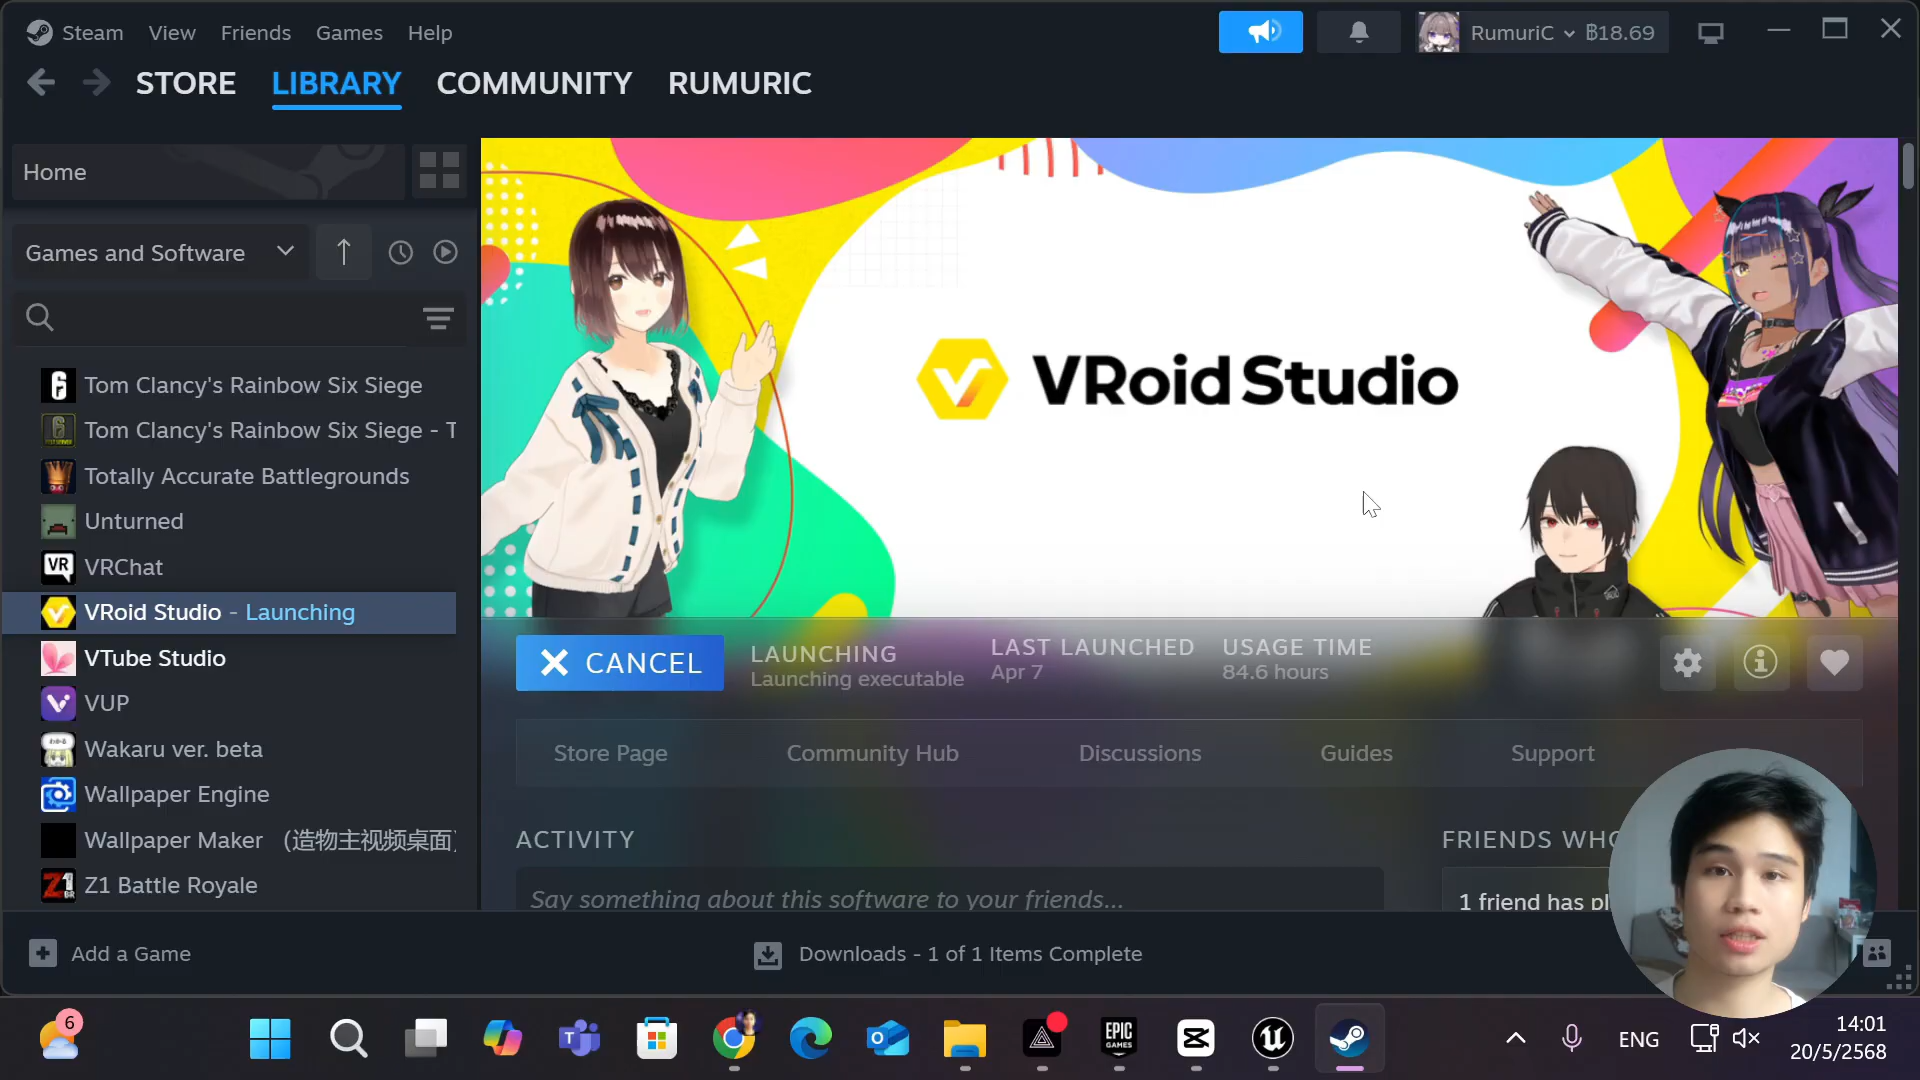 Steam View Friends Games Help
RumuriC ฿18.69
STORE LIBRARY COMMUNITY RUMURIC
Home
Games and Software
Tom Clancy's Rainbow Six Siege
Tom Clancy's Rainbow Six Siege - T
Totally Accurate Battlegrounds
Unturned
VR VRChat
VRoid Studio - Launching
VTube Studio
VUP
Wakaru ver. beta
Wallpaper Engine
Wallpaper Maker （造物主视频桌面）
Z1 Battle Royale
VRoid Studio
CANCEL
LAUNCHING
Launching executable
LAST LAUNCHED
Apr 7
USAGE TIME
84.6 hours
Store Page Community Hub Discussions Guides Support
ACTIVITY
Say something about this software to your friends...
FRIENDS WHO
1 friend has pl
Add a Game
Downloads - 1 of 1 Items Complete
6
EPIC
GAMES
ENG
14:01
20/5/2568